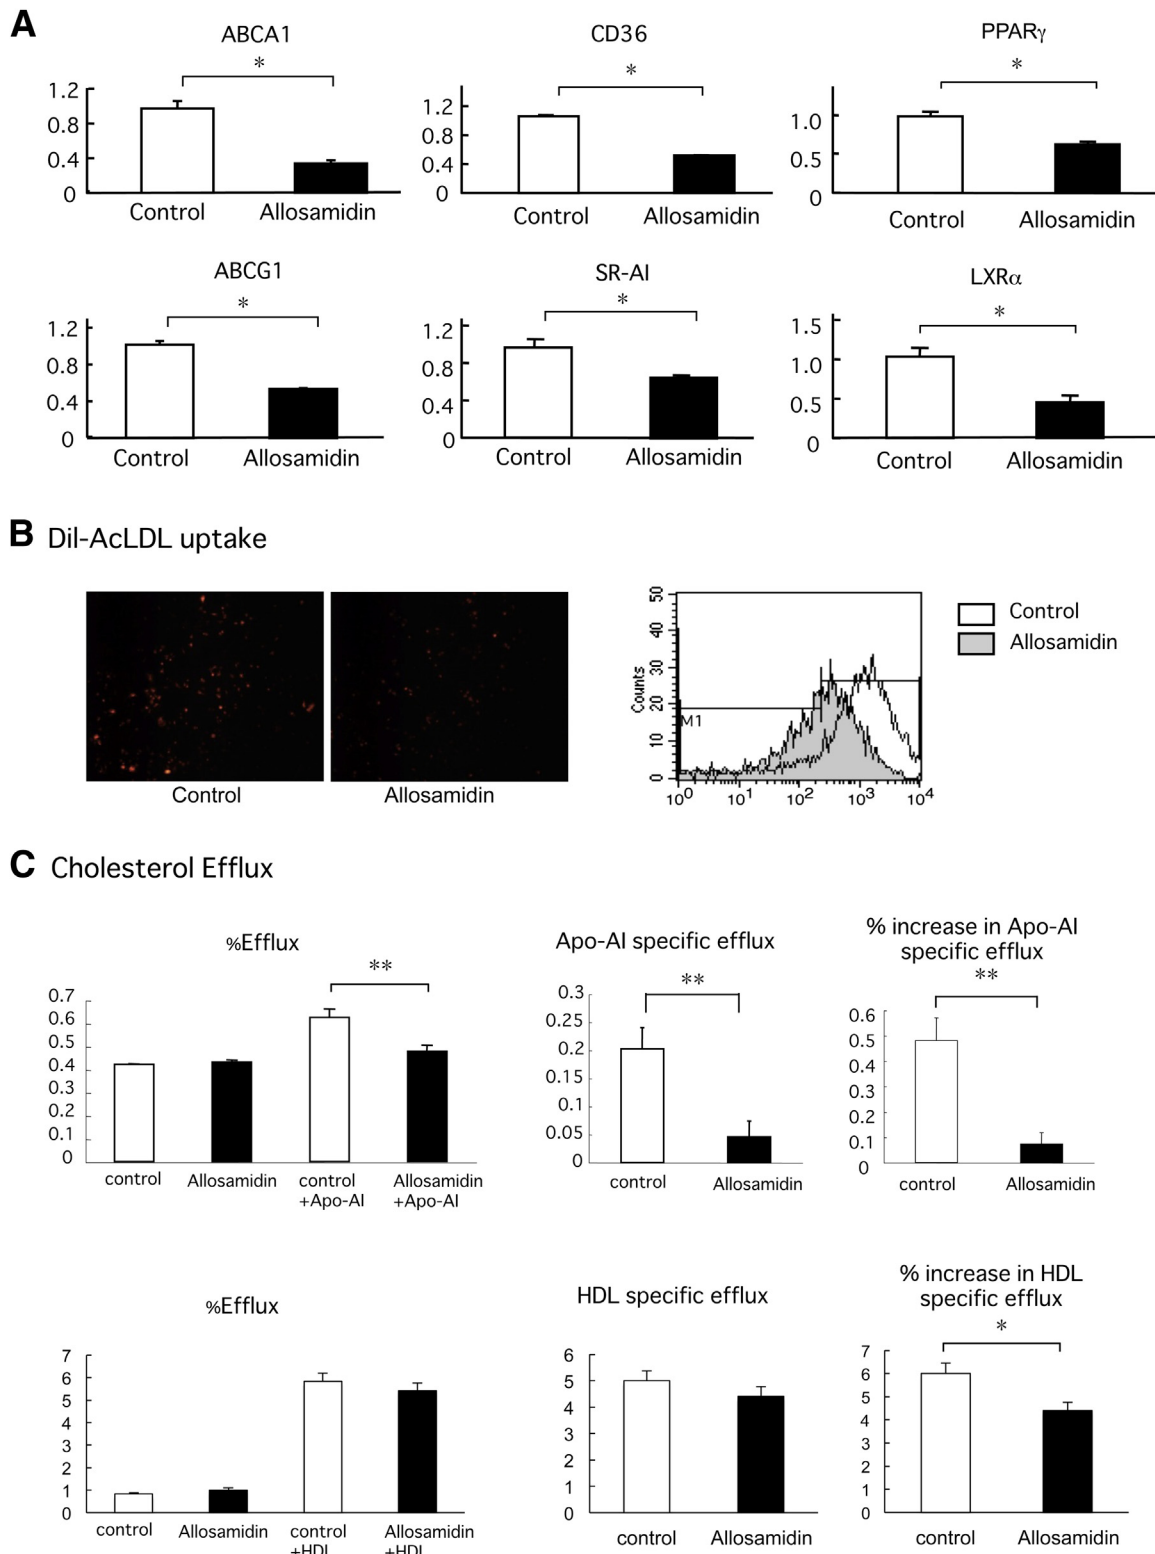 A
ABCA1
*
1.2
0.8
0.4
0
Control
Allosamidin
CD36
*
1.2
0.8
0.4
0
Control
Allosamidin
PPARγ
*
1.0
0.5
0
Control
Allosamidin
ABCG1
*
1.2
0.8
0.4
0
Control
Allosamidin
SR-AI
*
1.2
0.8
0.4
0
Control
Allosamidin
LXRα
*
1.5
1.0
0.5
0
Control
Allosamidin
B Dil-AcLDL uptake
Control
Allosamidin
Counts
50
40
30
20
10
0
M1
10⁰ 10¹ 10² 10³ 10⁴
Control
Allosamidin
C Cholesterol Efflux
%Efflux
**
0.7
0.6
0.5
0.4
0.3
0.2
0.1
0
control
Allosamidin
control
+Apo-AI
Allosamidin
+Apo-AI
Apo-AI specific efflux
**
0.3
0.25
0.2
0.15
0.1
0.05
0
control
Allosamidin
% increase in Apo-AI
specific efflux
**
0.6
0.5
0.4
0.3
0.2
0.1
0
control
Allosamidin
%Efflux
7
6
5
4
3
2
1
0
control
Allosamidin
control
+HDL
Allosamidin
+HDL
HDL specific efflux
6
5
4
3
2
1
0
control
Allosamidin
% increase in HDL
specific efflux
*
7
6
5
4
3
2
1
0
control
Allosamidin